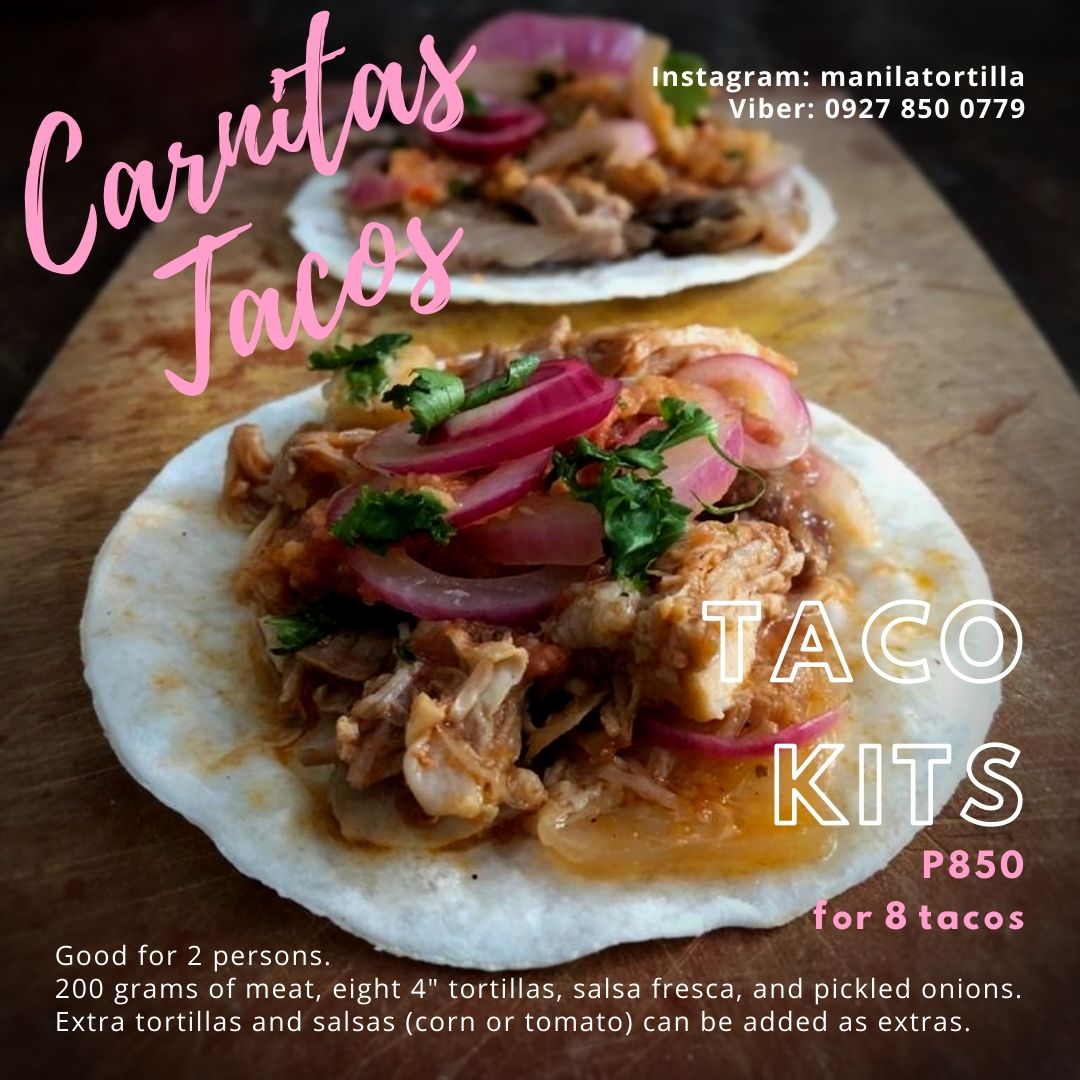 Carnitas
Tacos
Instagram: manilatortilla
Viber: 0927 850 0779
TACO
KITS
P850
for 8 tacos
Good for 2 persons.
200 grams of meat, eight 4" tortillas, salsa fresca, and pickled onions.
Extra tortillas and salsas (corn or tomato) can be added as extras.